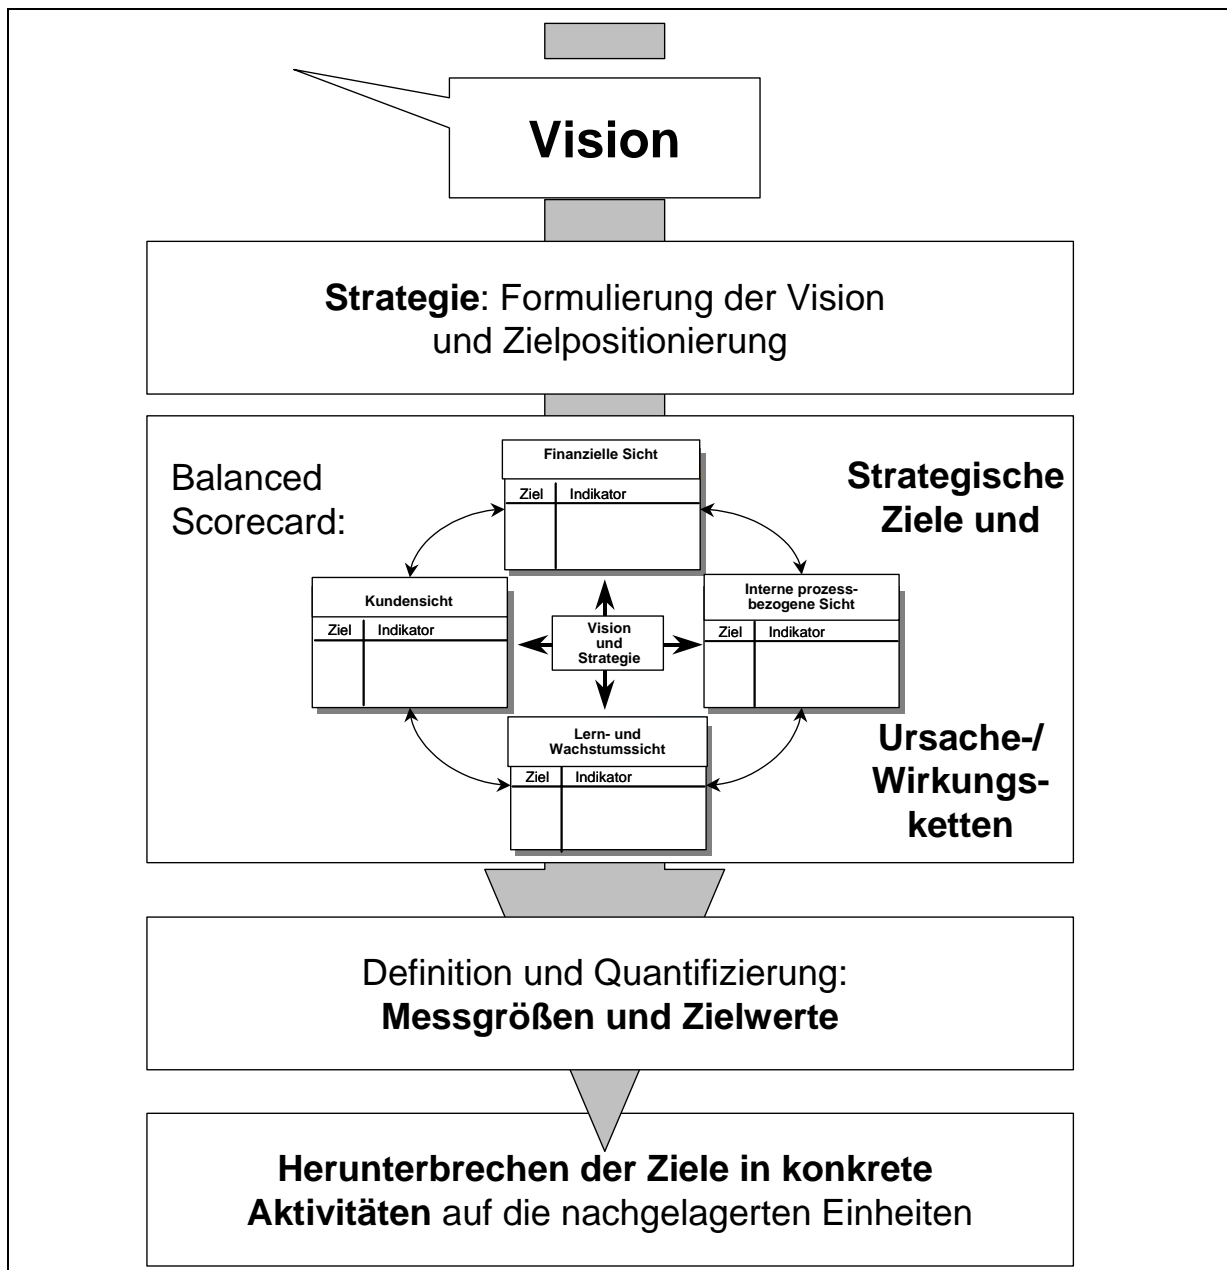 Vision
Strategie: Formulierung der Vision
und Zielpositionierung
Balanced
Scorecard:
Strategische
Ziele und
Finanzielle Sicht
Ziel Indikator
Kundensicht
Ziel Indikator
Vision
und
Strategie
Interne prozess-
bezogene Sicht
Ziel Indikator
Lern- und
Wachstumssicht
Ziel Indikator
Ursache-/
Wirkungs-
ketten
Definition und Quantifizierung:
Messgrößen und Zielwerte
Herunterbrechen der Ziele in konkrete
Aktivitäten auf die nachgelagerten Einheiten